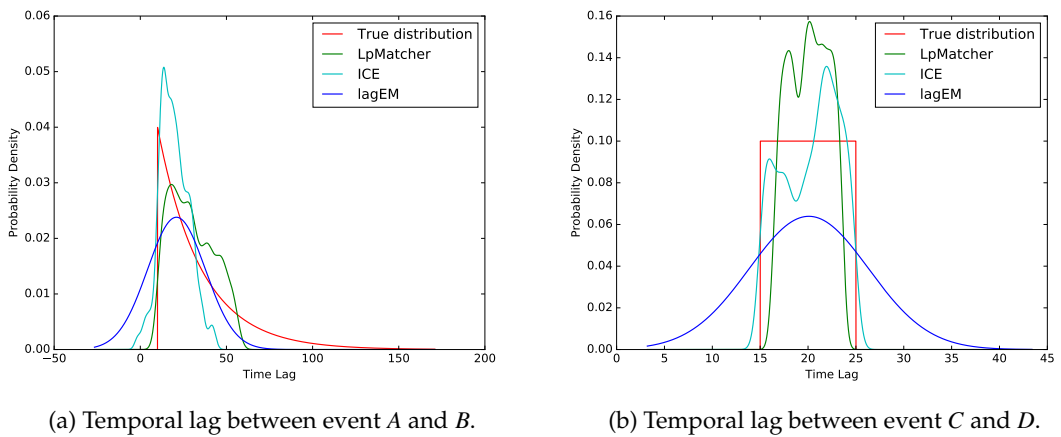 0.06
0.05
0.04
0.03
0.02
0.01
0.00
Probability Density
−50
0
50
100
150
200
Time Lag
True distribution
LpMatcher
ICE
lagEM
(a) Temporal lag between event A and B.
0.16
0.14
0.12
0.10
0.08
0.06
0.04
0.02
0.00
Probability Density
0
5
10
15
20
25
30
35
40
45
Time Lag
True distribution
LpMatcher
ICE
lagEM
(b) Temporal lag between event C and D.